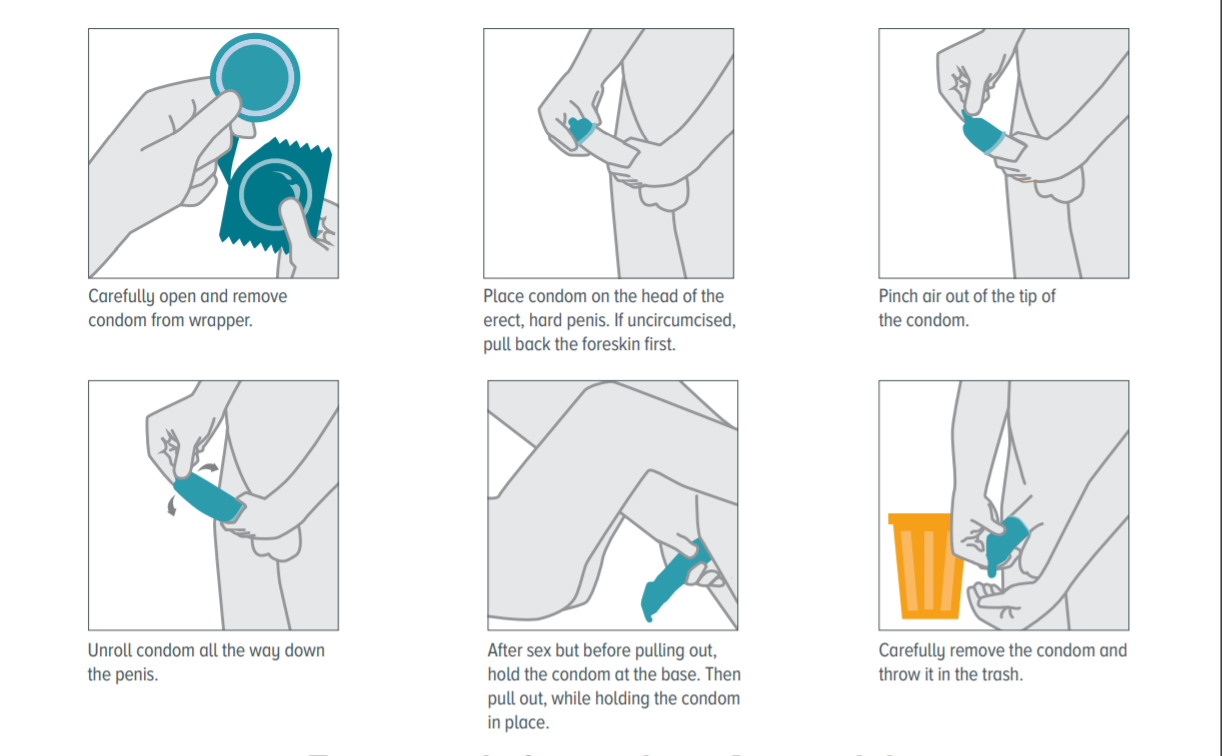 Carefully open and remove
condom from wrapper.
Place condom on the head of the
erect, hard penis. If uncircumcised,
pull back the foreskin first.
Pinch air out of the tip of
the condom.
Unroll condom all the way down
the penis.
After sex but before pulling out,
hold the condom at the base. Then
pull out, while holding the condom
in place.
Carefully remove the condom and
throw it in the trash.